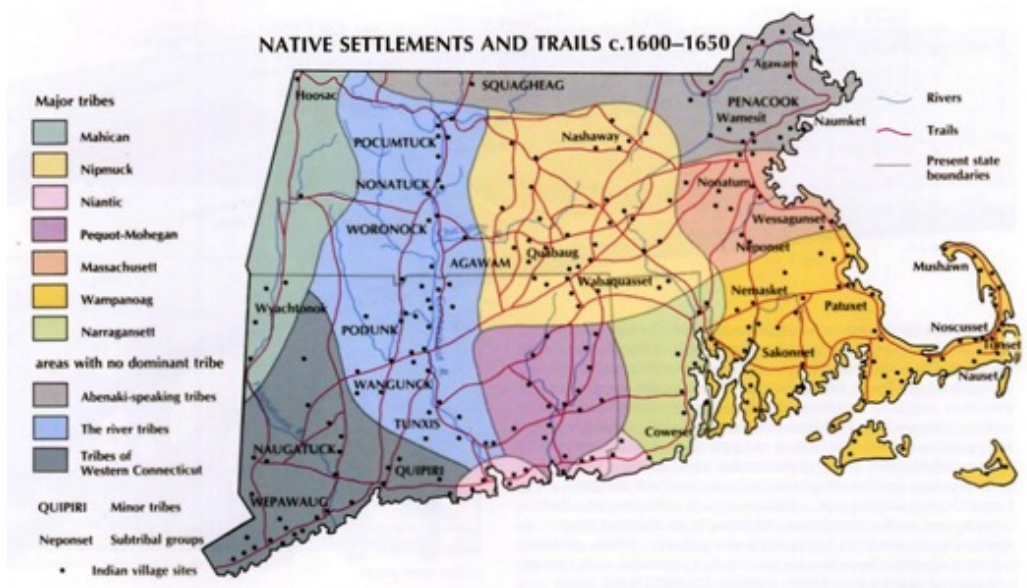 NATIVE SETTLEMENTS AND TRAILS c.1600–1650
Major tribes
Mahican
Nipmuck
Niantic
Pequot-Mohegan
Massachusett
Wampanoag
Narragansett
areas with no dominant tribe
Abenaki-speaking tribes
The river tribes
Tribes of
Western Connecticut
QUIPIRI Minor tribes
Neponset Subtribal groups
Indian village sites
Rivers
Trails
Present state
boundaries
Hoosac
SQUAGHEAG
Agawam
PENACOOK
Wamesit
Naumket
POCUMTUCK
Nashaway
NONATUCK
Nonatum
WORONOCK
Wessagunset
Neponset
AGAWAM
Quabaug
Wabaquasset
Mushawn
Nemasket
Patuxet
Wyachtonok
PODUNK
Noscusset
Sakonnet
Nauset
WANGUNCK
TUNXIS
Coweset
NAUGATUCK
QUIPIRI
WEPAWAUG